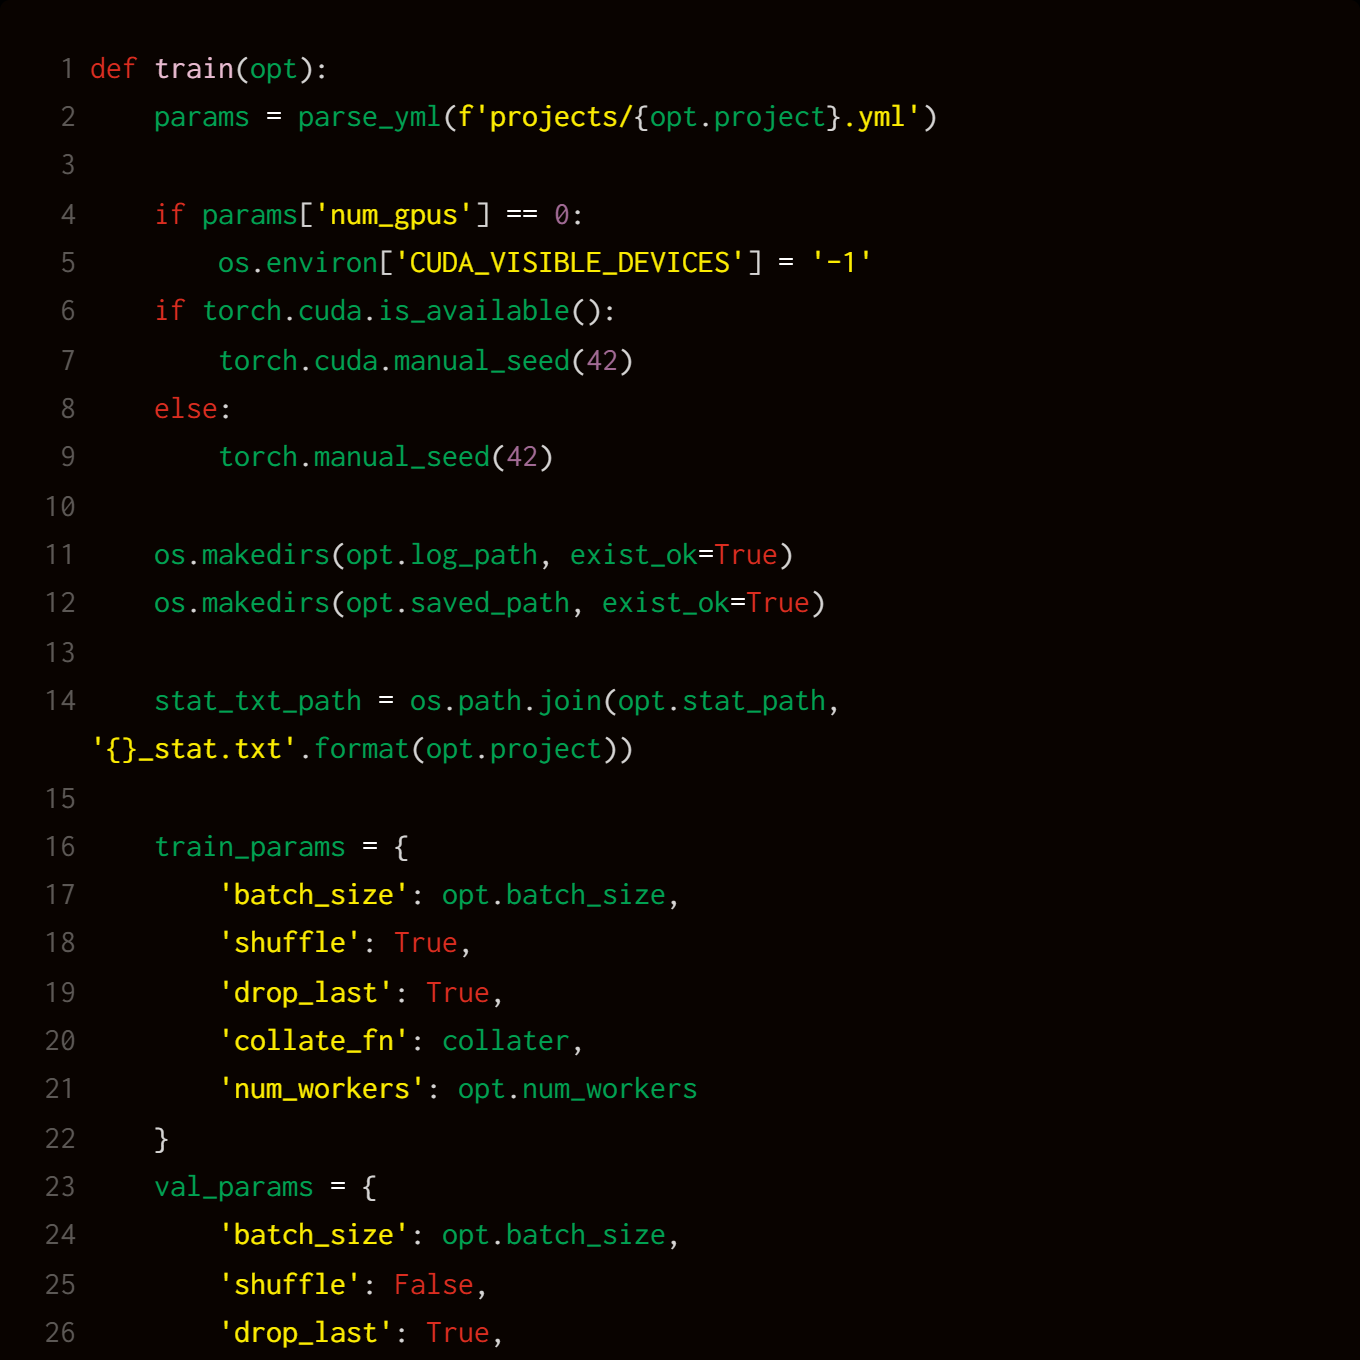 1 def train(opt):
2     params = parse_yml(f'projects/{opt.project}.yml')
3
4     if params['num_gpus'] == 0:
5         os.environ['CUDA_VISIBLE_DEVICES'] = '-1'
6     if torch.cuda.is_available():
7         torch.cuda.manual_seed(42)
8     else:
9         torch.manual_seed(42)
10
11     os.makedirs(opt.log_path, exist_ok=True)
12     os.makedirs(opt.saved_path, exist_ok=True)
13
14     stat_txt_path = os.path.join(opt.stat_path,
'{}_stat.txt'.format(opt.project))
15
16     train_params = {
17         'batch_size': opt.batch_size,
18         'shuffle': True,
19         'drop_last': True,
20         'collate_fn': collater,
21         'num_workers': opt.num_workers
22     }
23     val_params = {
24         'batch_size': opt.batch_size,
25         'shuffle': False,
26         'drop_last': True,